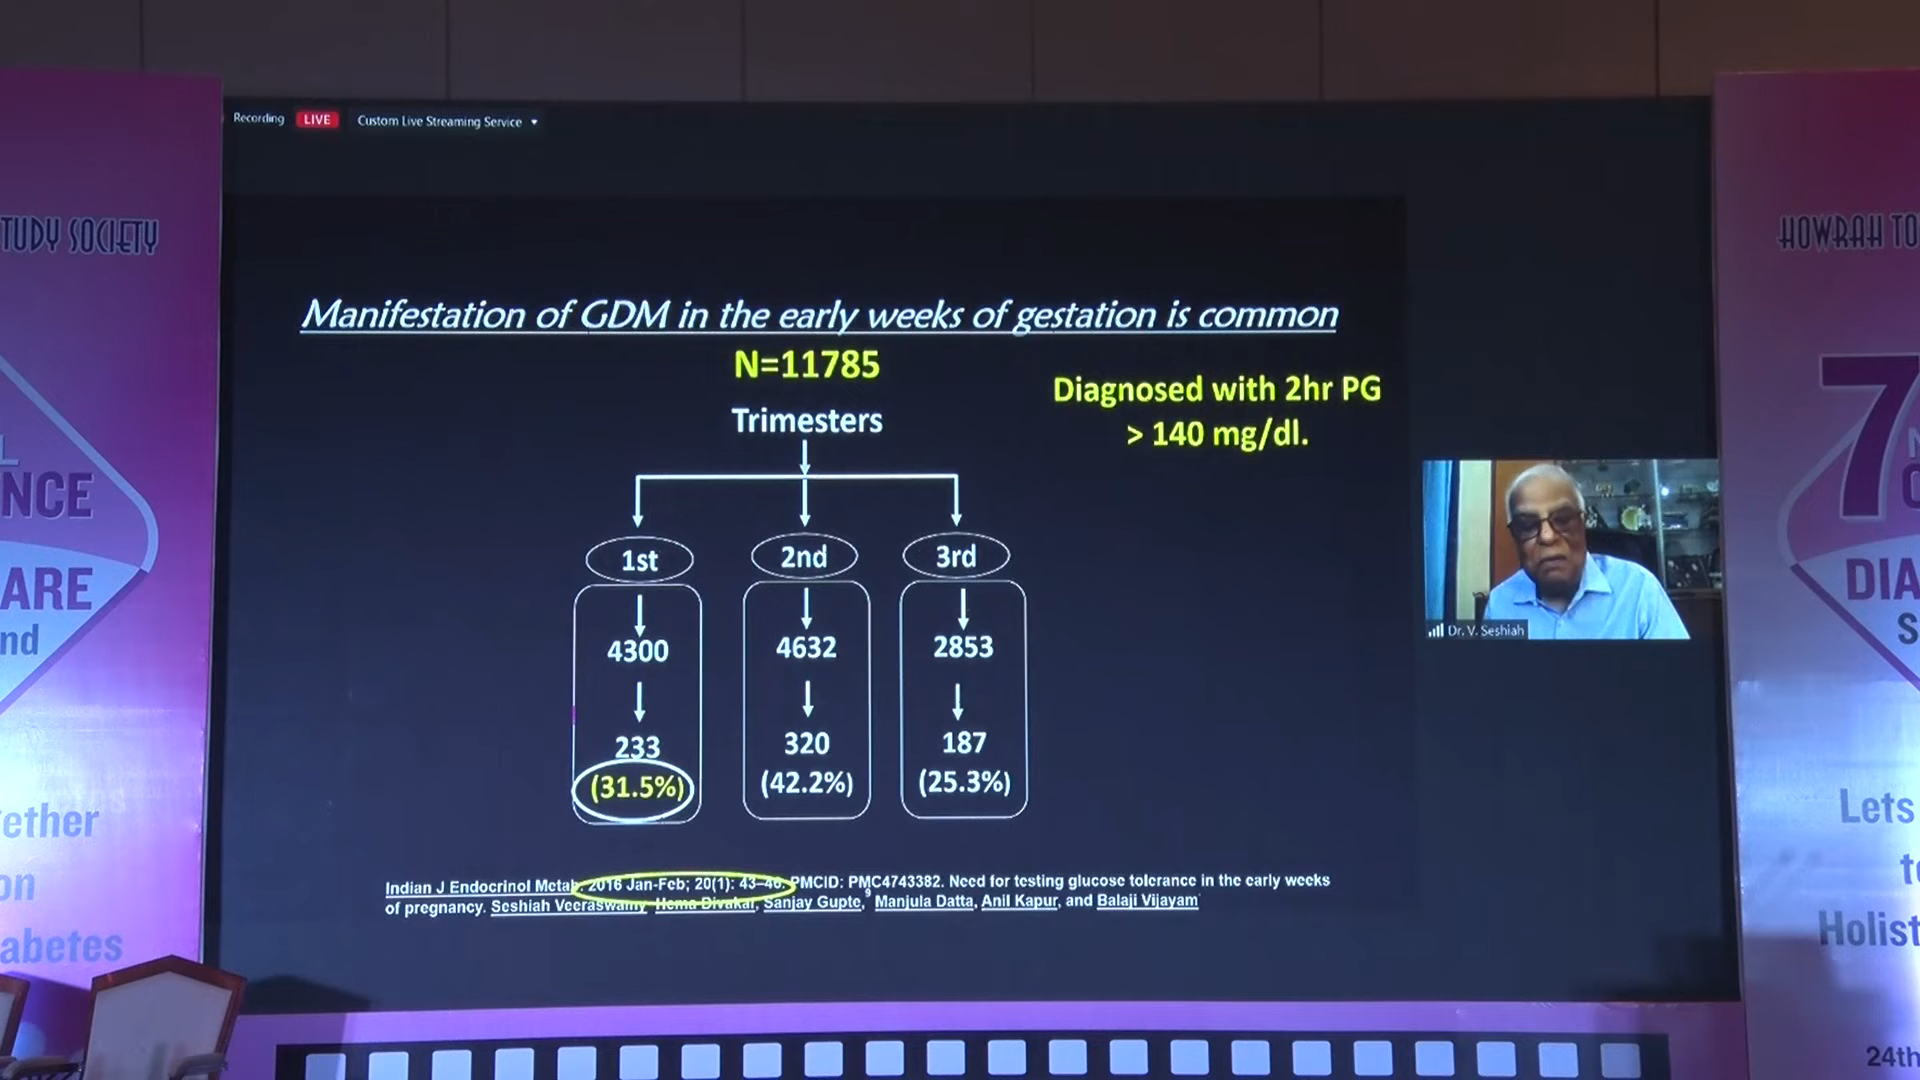 Recording LIVE Custom Live Streaming Service
TUDY SOCIETY
HOWRAH TO
Manifestation of GDM in the early weeks of gestation is common
N=11785
Diagnosed with 2hr PG
> 140 mg/dl.
Trimesters
1st 2nd 3rd
4300 4632 2853
233 320 187
(31.5%) (42.2%) (25.3%)
Indian J Endocrinol Metab. 2016 Jan-Feb; 20(1): 43–46. PMCID: PMC4743382. Need for testing glucose tolerance in the early weeks
of pregnancy. Seshiah Veeraswamy Hema Divakar, Sanjay Gupte, Manjula Datta, Anil Kapur, and Balaji Vijayam
Dr. V. Seshiah
L
NCE
ARE
nd
ether
on
abetes
7
DIA
S
Lets
to
Holist
24th